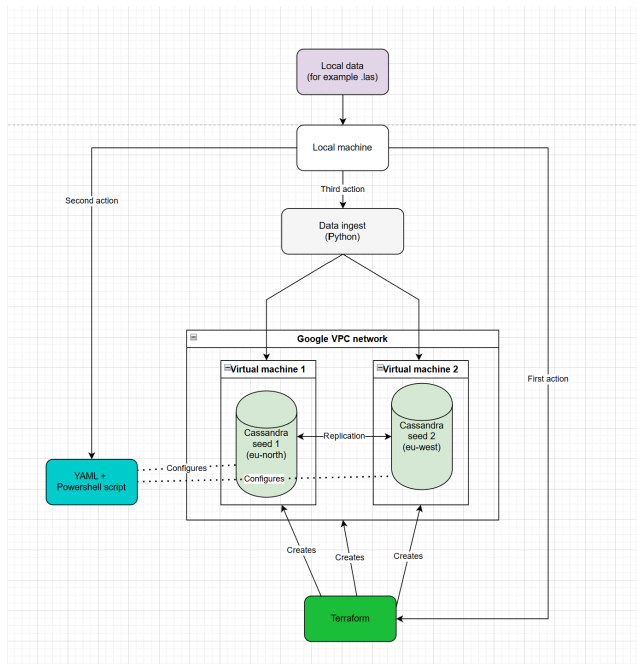 Local data
(for example .las)
Local machine
Second action
Third action
Data ingest
(Python)
Google VPC network
Virtual machine 1
Virtual machine 2
First action
Cassandra
seed 1
(eu-north)
Replication
Cassandra
seed 2
(eu-west)
YAML +
Powershell script
Configures
Configures
Creates
Creates
Creates
Terraform